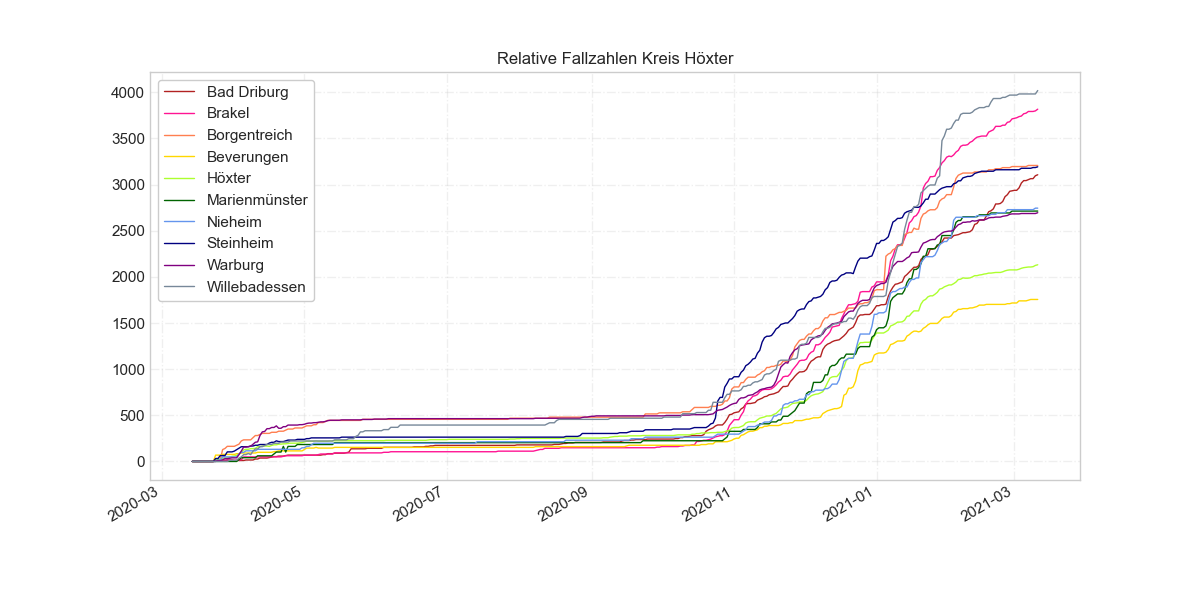 Relative Fallzahlen Kreis Höxter
4000
3500
3000
2500
2000
1500
1000
500
0
Bad Driburg
Brakel
Borgentreich
Beverungen
Höxter
Marienmünster
Nieheim
Steinheim
Warburg
Willebadessen
2020-03
2020-05
2020-07
2020-09
2020-11
2021-01
2021-03